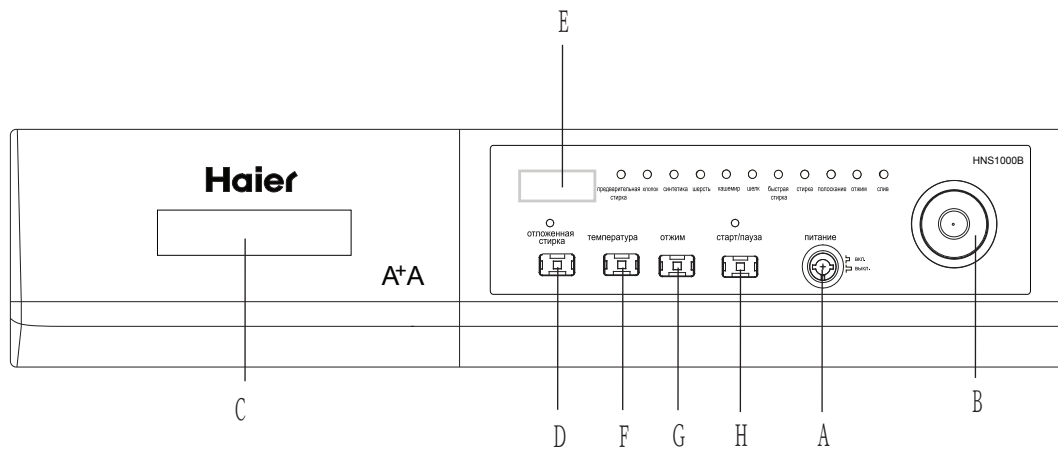 E
Haier
A+A
HNS1000B
предварительная стирка
хлопок
синтетика
шерсть
кашемир
шелк
быстрая стирка
стирка
полоскание
отжим
слив
отложенная
стирка
температура
отжим
старт/пауза
питание
вкл.
выкл.
C
D
F
G
H
A
B